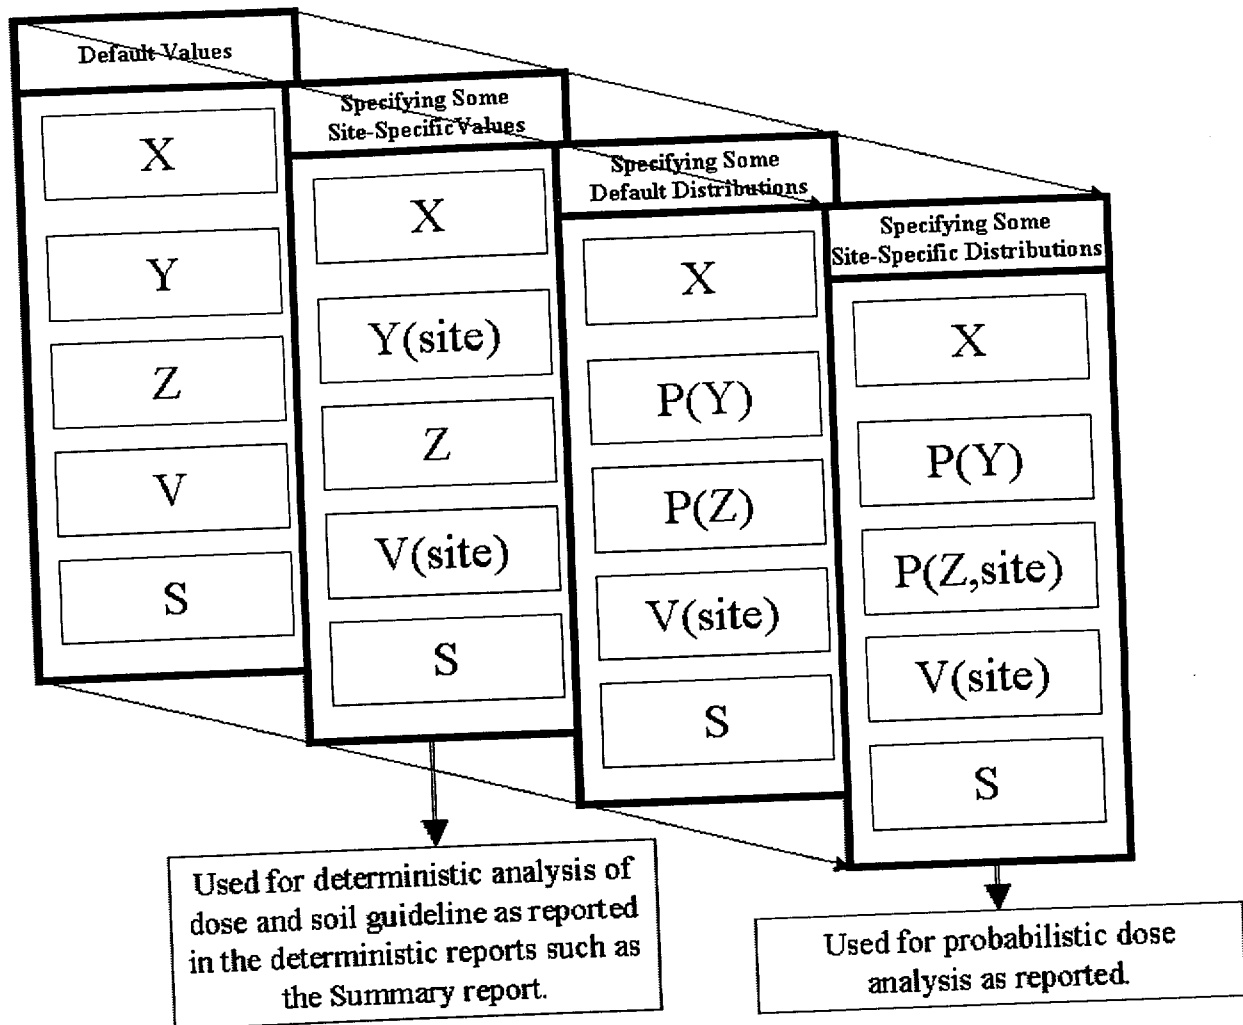 Default Values
X
Y
Z
V
S
Specifying Some
Site-Specific Values
X
Y(site)
Z
V(site)
S
Specifying Some
Default Distributions
X
P(Y)
P(Z)
V(site)
S
Specifying Some
Site-Specific Distributions
X
P(Y)
P(Z,site)
V(site)
S
Used for deterministic analysis of
dose and soil guideline as reported
in the deterministic reports such as
the Summary report.
Used for probabilistic dose
analysis as reported.